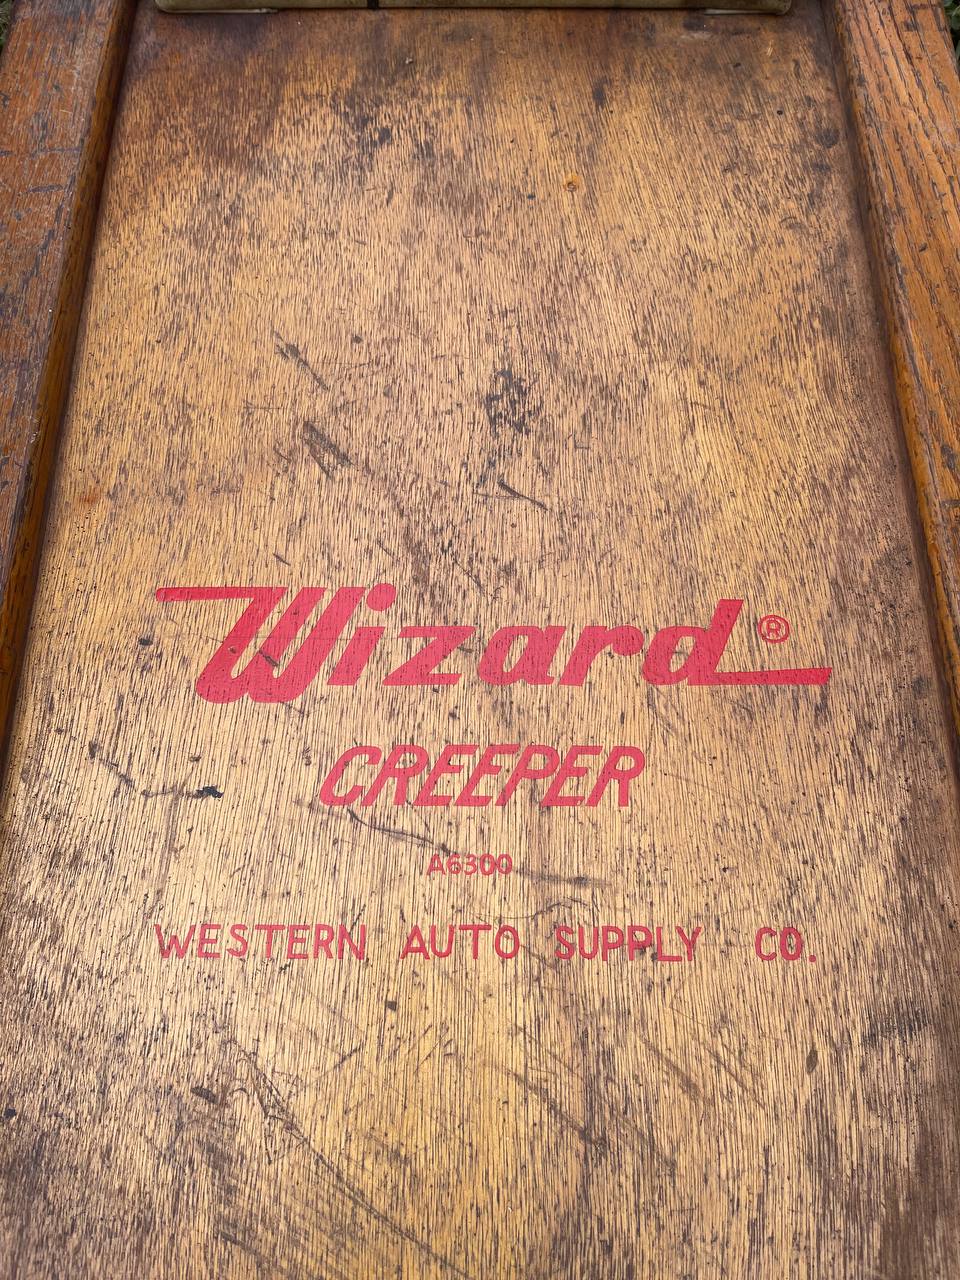 Wizard®
CREEPER
A6300
WESTERN AUTO SUPPLY CO.